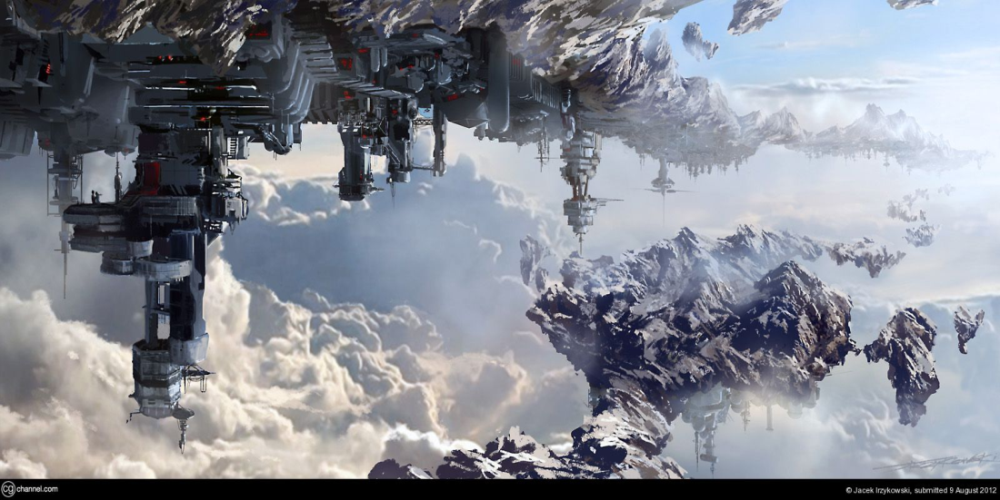 cgchannel.com
© Jacek Irzykowski, submitted 9 August 2012